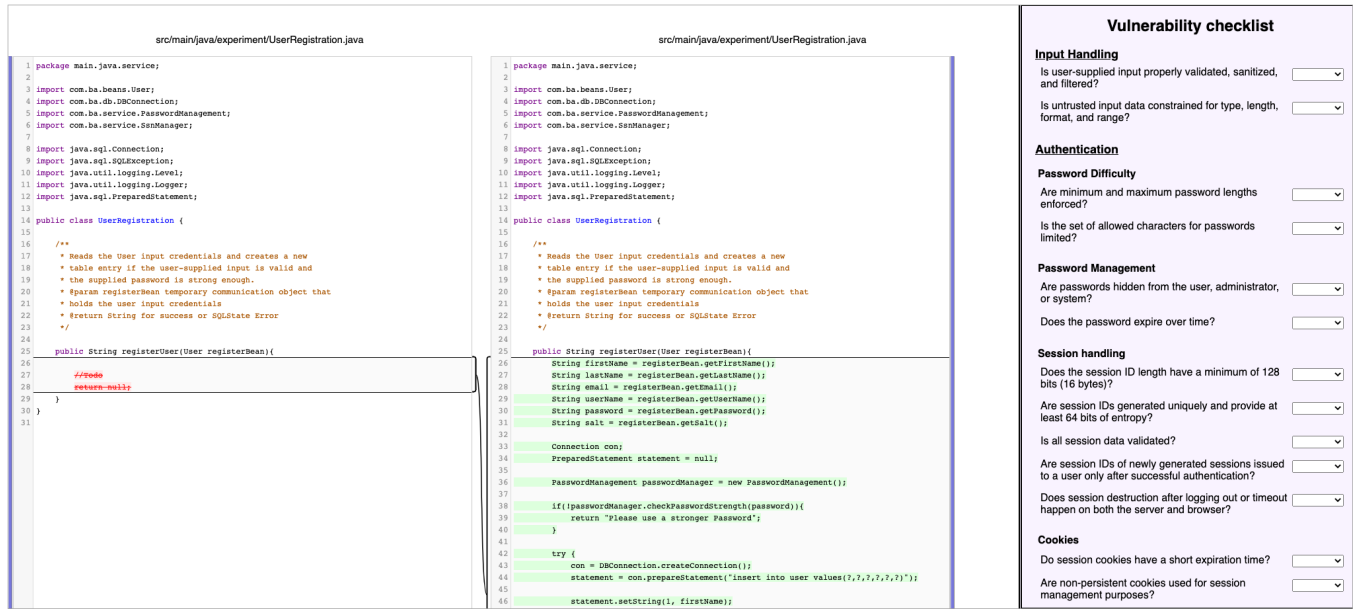 src/main/java/experiment/UserRegistration.java
1 package main.java.service;
2
3 import com.ba.beans.User;
4 import com.ba.db.DBConnection;
5 import com.ba.service.PasswordManagement;
6 import com.ba.service.SsnManager;
7
8 import java.sql.Connection;
9 import java.sql.SQLException;
10 import java.util.logging.Level;
11 import java.util.logging.Logger;
12 import java.sql.PreparedStatement;
13
14 public class UserRegistration {
15
16 /**
17 * Reads the User input credentials and creates a new
18 * table entry if the user-supplied input is valid and
19 * the supplied password is strong enough.
20 * @param registerBean temporary communication object that
21 * holds the user input credentials
22 * @return String for success or SQLState Error
23 */
24
25 public String registerUser(User registerBean){
26
27 //Todo
28 return null;
29 }
30 }
31
src/main/java/experiment/UserRegistration.java
1 package main.java.service;
2
3 import com.ba.beans.User;
4 import com.ba.db.DBConnection;
5 import com.ba.service.PasswordManagement;
6 import com.ba.service.SsnManager;
7
8 import java.sql.Connection;
9 import java.sql.SQLException;
10 import java.util.logging.Level;
11 import java.util.logging.Logger;
12 import java.sql.PreparedStatement;
13
14 public class UserRegistration {
15
16 /**
17 * Reads the User input credentials and creates a new
18 * table entry if the user-supplied input is valid and
19 * the supplied password is strong enough.
20 * @param registerBean temporary communication object that
21 * holds the user input credentials
22 * @return String for success or SQLState Error
23 */
24
25 public String registerUser(User registerBean){
26 String firstName = registerBean.getFirstName();
27 String lastName = registerBean.getLastName();
28 String email = registerBean.getEmail();
29 String userName = registerBean.getUserName();
30 String password = registerBean.getPassword();
31 String salt = registerBean.getSalt();
32
33 Connection con;
34 PreparedStatement statement = null;
35
36 PasswordManagement passwordManager = new PasswordManagement();
37
38 if(!passwordManager.checkPasswordStrength(password)){
39 return "Please use a stronger Password";
40 }
41
42 try {
43 con = DBConnection.createConnection();
44 statement = con.prepareStatement("insert into user values(?,?,?,?,?,?)");
45
46 statement.setString(1, firstName);
Vulnerability checklist
Input Handling
Is user-supplied input properly validated, sanitized,
and filtered?
Is untrusted input data constrained for type, length,
format, and range?
Authentication
Password Difficulty
Are minimum and maximum password lengths
enforced?
Is the set of allowed characters for passwords
limited?
Password Management
Are passwords hidden from the user, administrator,
or system?
Does the password expire over time?
Session handling
Does the session ID length have a minimum of 128
bits (16 bytes)?
Are session IDs generated uniquely and provide at
least 64 bits of entropy?
Is all session data validated?
Are session IDs of newly generated sessions issued
to a user only after successful authentication?
Does session destruction after logging out or timeout
happen on both the server and browser?
Cookies
Do session cookies have a short expiration time?
Are non-persistent cookies used for session
management purposes?